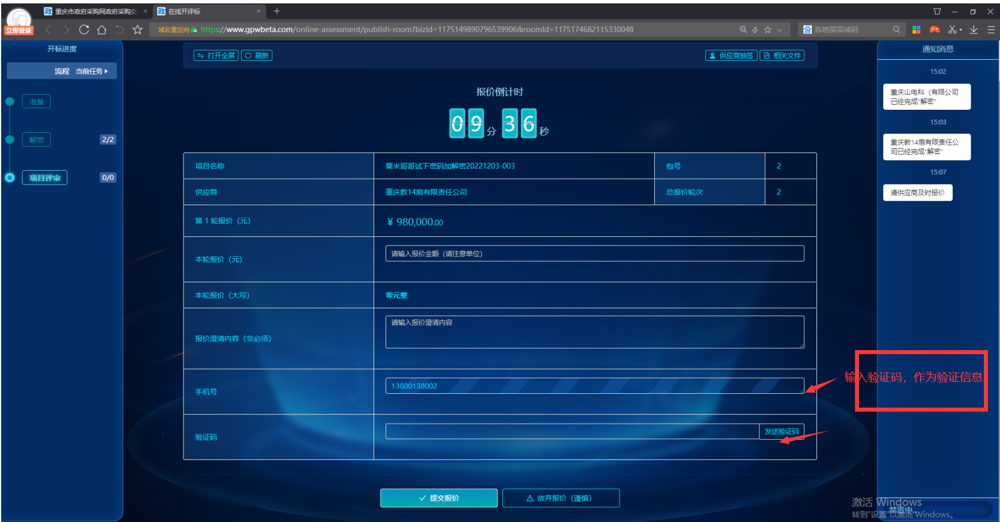 重庆市政府采购网政府采购交
在线开评标
立即登录
域名重定向 https://www.gpwbeta.com/online-assessment/publish-room?bizId=1175149890796539906&roomId=1175174682115330048
各地层层减码
开标进度
流程 当前任务
准备
解密 2/2
项目评审 0/0
打开全屏 刷新
供应商抽签 相关文件
报价倒计时
09分 36秒
项目名称 粟米哥哥试下密码加解密20221203-003 包号 2
供应商 重庆教14扇有限责任公司 总报价轮次 2
第 1 轮报价（元） ¥ 980,000.00
本轮报价（元） 请输入报价金额（请注意单位）
本轮报价（大写） 零元整
报价澄清内容（非必须） 请输入报价澄清内容
手机号 13800138002
验证码 发送验证码
提交报价 放弃报价（谨慎）
通知消息
15:02
重庆山电科（有限公司
已经完成"解密"
15:03
重庆教14扇有限责任公
司已经完成"解密"
15:07
请供应商及时报价
输入验证码，作为验证信息
激活 Windows
转到"设置"以激活 Windows。
禁言中...